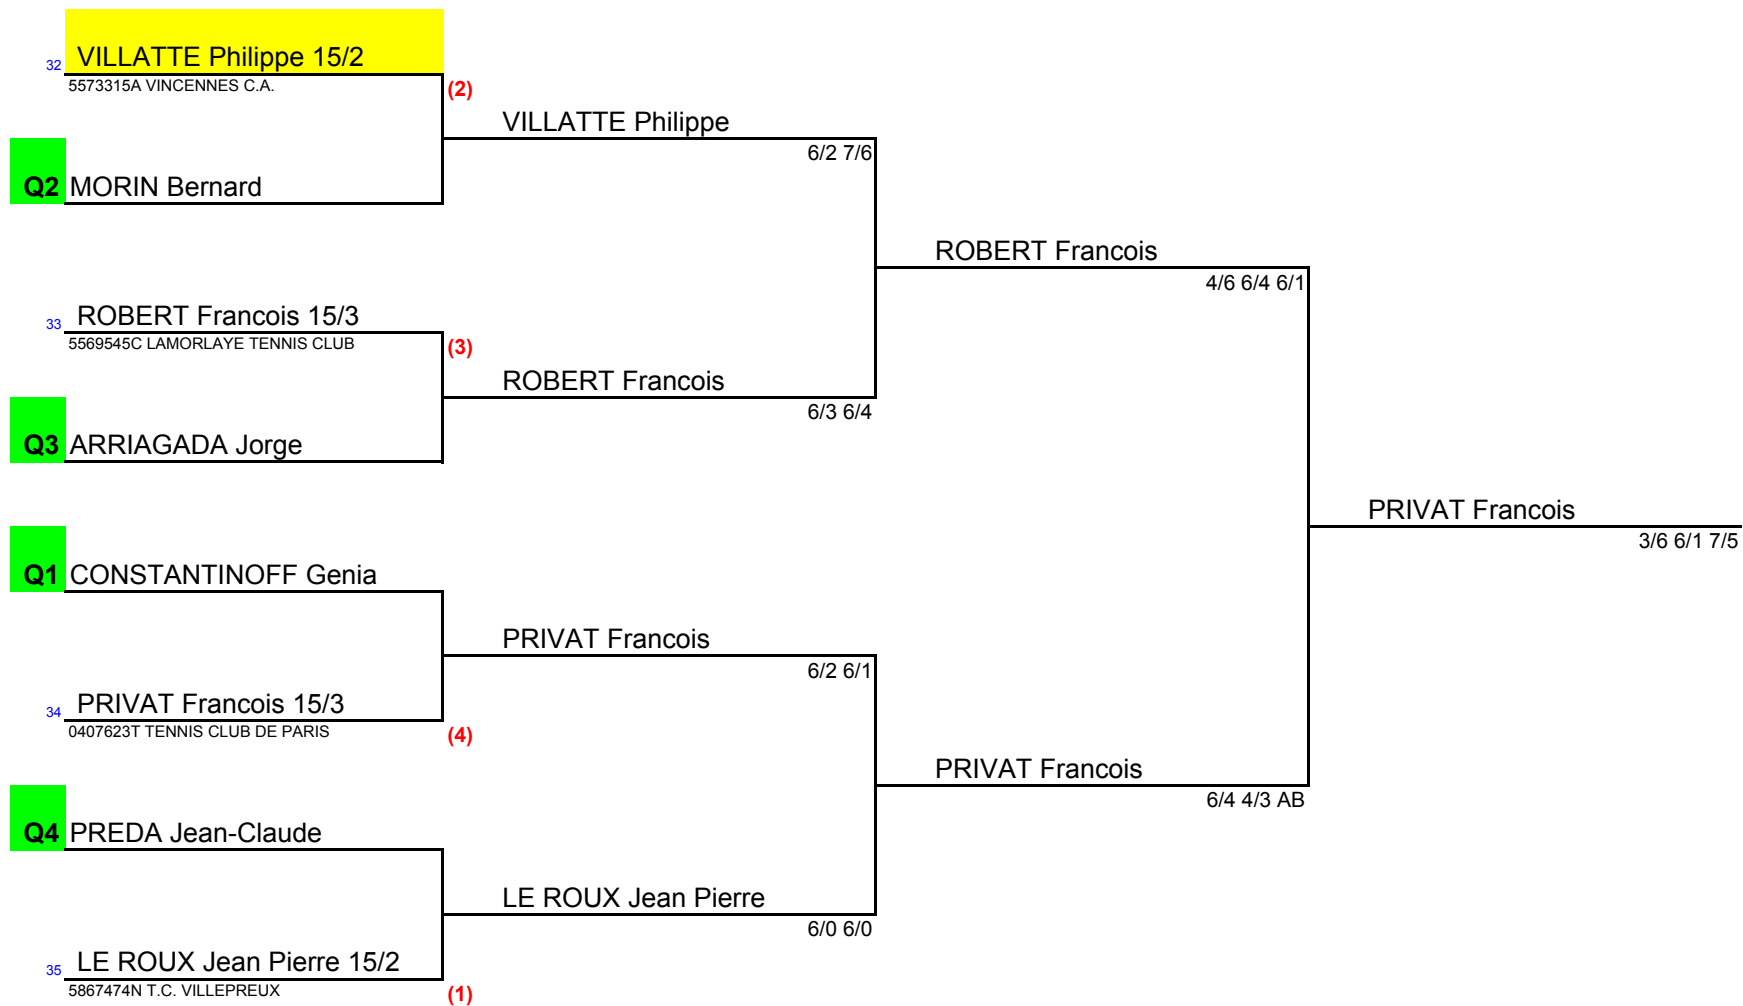 32 VILLATTE Philippe 15/2
5573315A VINCENNES C.A.
(2)
VILLATTE Philippe
6/2 7/6
Q2 MORIN Bernard
ROBERT Francois
4/6 6/4 6/1
33 ROBERT Francois 15/3
5569545C LAMORLAYE TENNIS CLUB
(3)
ROBERT Francois
6/3 6/4
Q3 ARRIAGADA Jorge
PRIVAT Francois
3/6 6/1 7/5
Q1 CONSTANTINOFF Genia
PRIVAT Francois
6/2 6/1
34 PRIVAT Francois 15/3
0407623T TENNIS CLUB DE PARIS
(4)
PRIVAT Francois
6/4 4/3 AB
Q4 PREDA Jean-Claude
LE ROUX Jean Pierre
6/0 6/0
35 LE ROUX Jean Pierre 15/2
5867474N T.C. VILLEPREUX
(1)